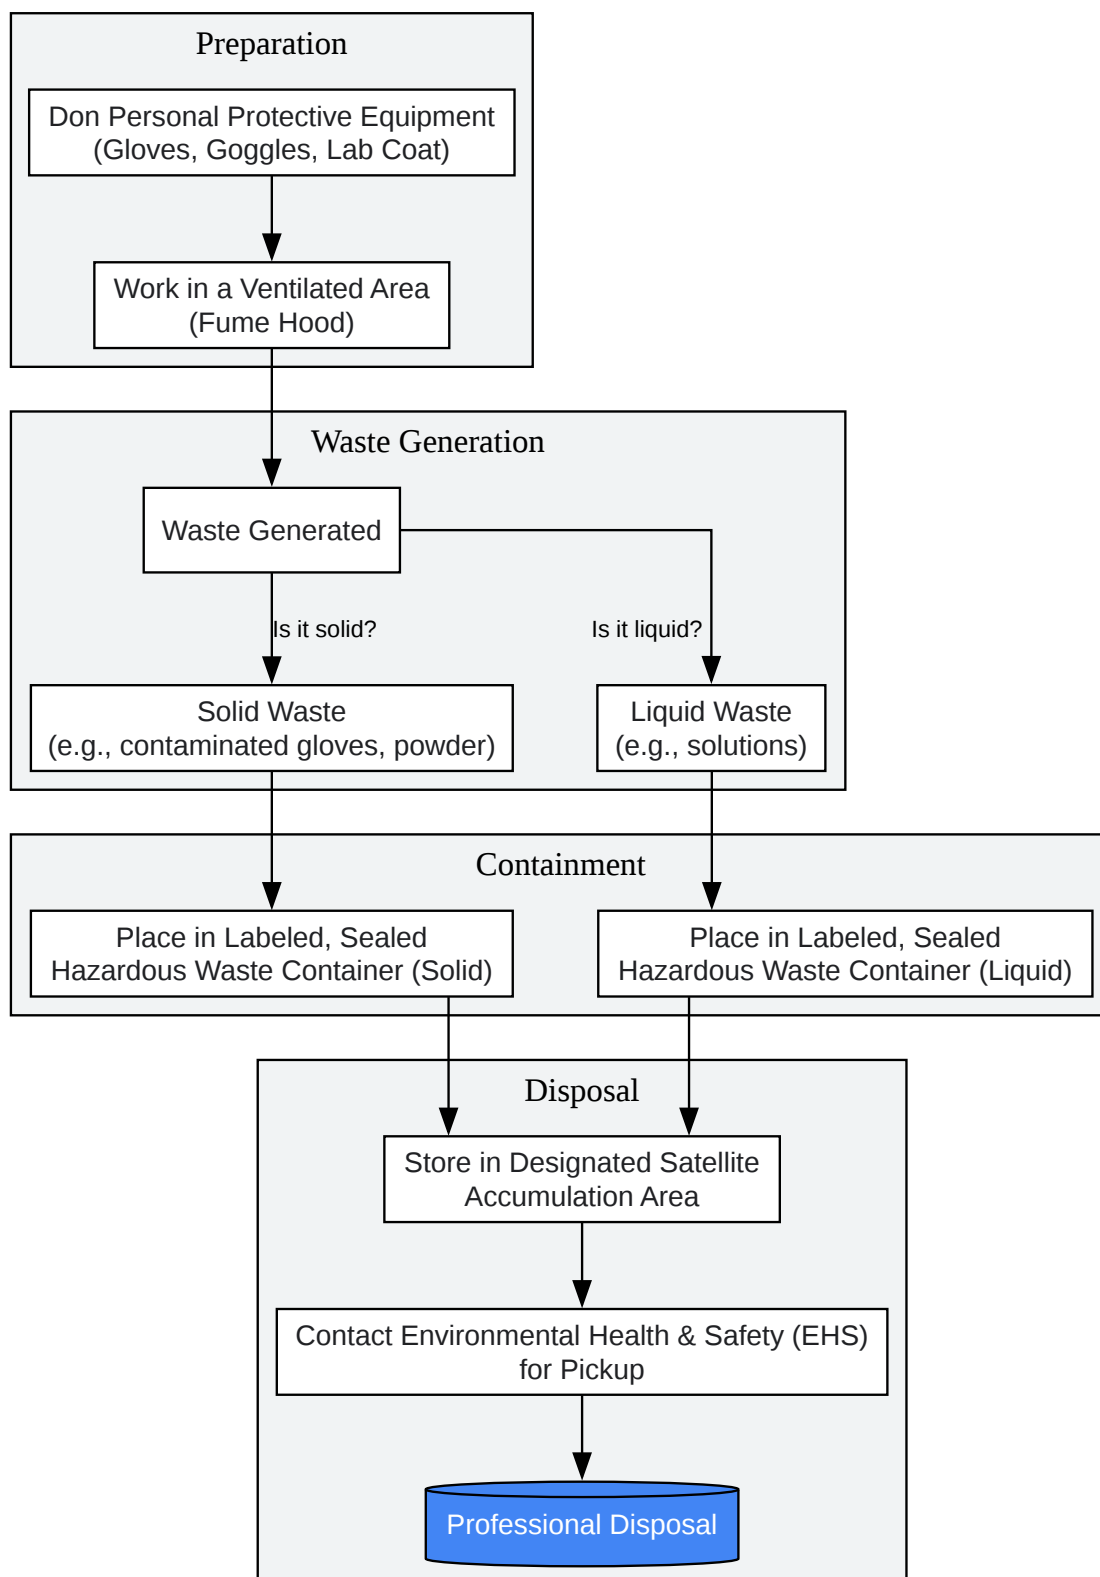 Preparation
Don Personal Protective Equipment
(Gloves, Goggles, Lab Coat)
Work in a Ventilated Area
(Fume Hood)
Waste Generation
Waste Generated
Is it solid?
Is it liquid?
Solid Waste
(e.g., contaminated gloves, powder)
Liquid Waste
(e.g., solutions)
Containment
Place in Labeled, Sealed
Hazardous Waste Container (Solid)
Place in Labeled, Sealed
Hazardous Waste Container (Liquid)
Disposal
Store in Designated Satellite
Accumulation Area
Contact Environmental Health & Safety (EHS)
for Pickup
Professional Disposal